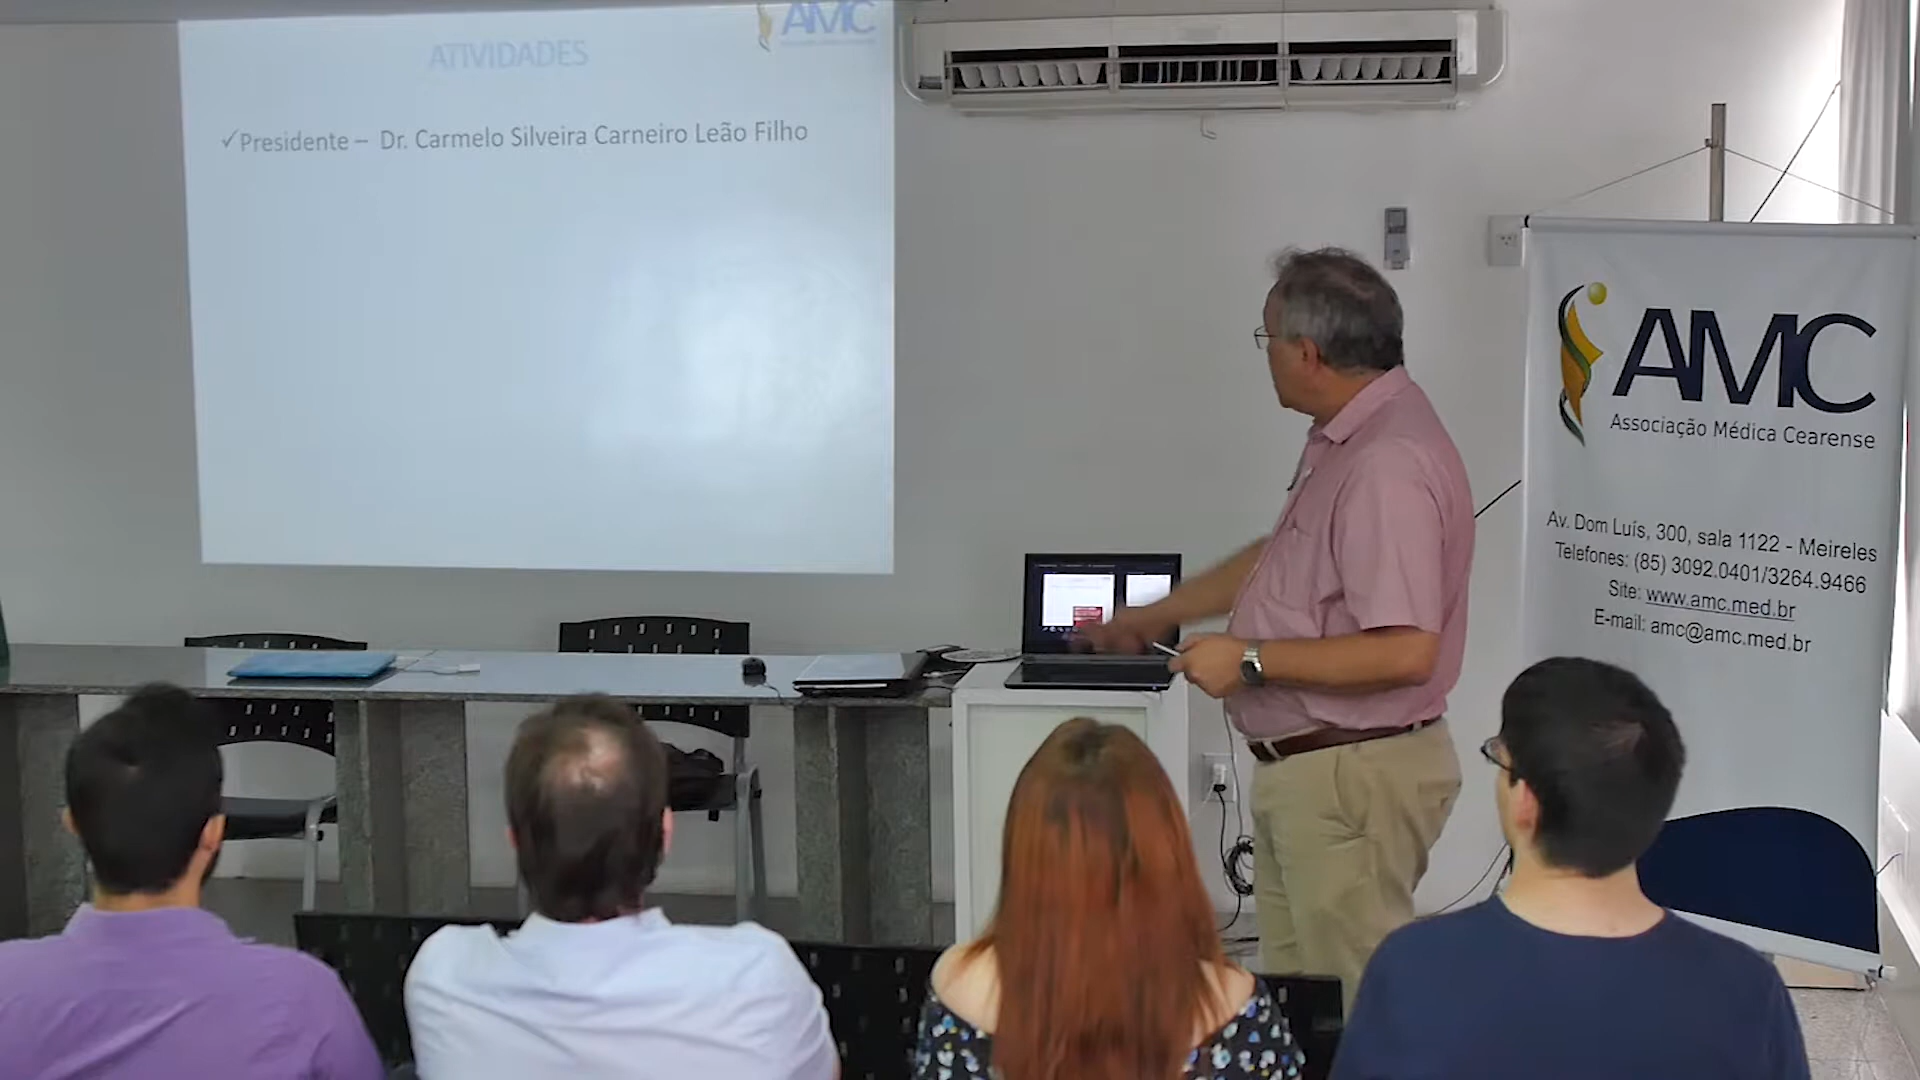 AMC
ATIVIDADES
✓Presidente – Dr. Carmelo Silveira Carneiro Leão Filho
AMC
Associação Médica Cearense
Av. Dom Luís, 300, sala 1122 - Meireles
Telefones: (85) 3092.0401/3264.9466
Site: www.amc.med.br
E-mail: amc@amc.med.br